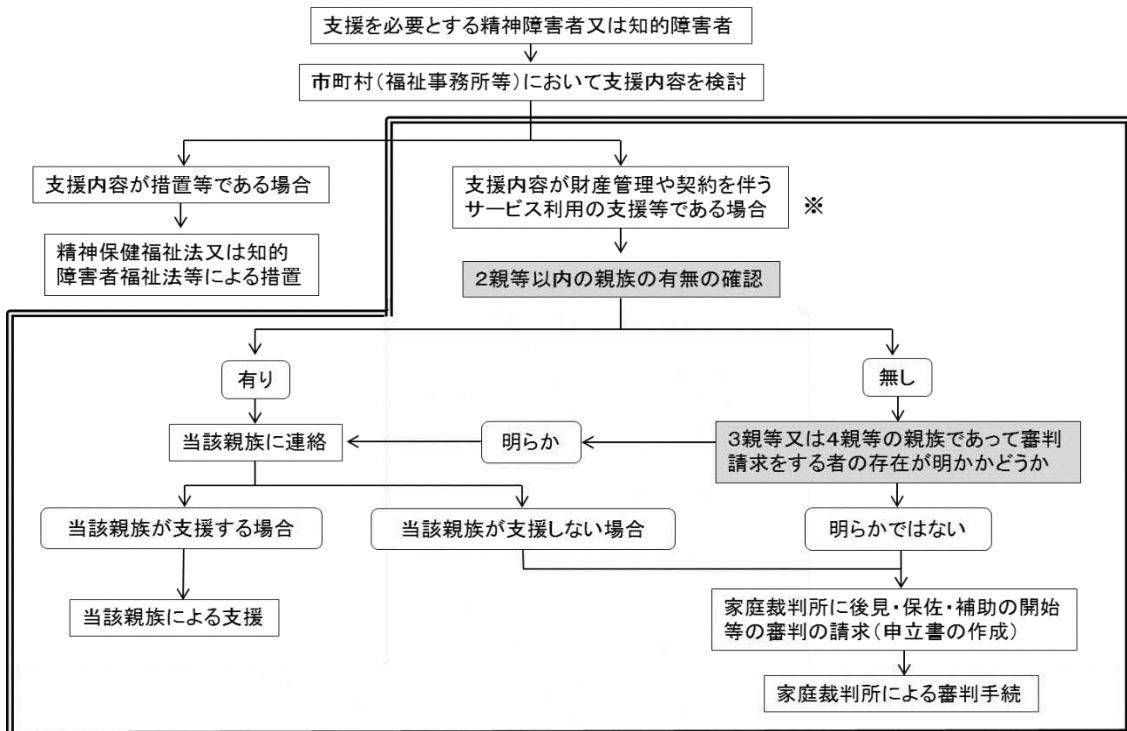 支援を必要とする精神障害者又は知的障害者
市町村(福祉事務所等)において支援内容を検討
支援内容が措置等である場合
精神保健福祉法又は知的
障害者福祉法等による措置
支援内容が財産管理や契約を伴う
サービス利用の支援等である場合
※
2親等以内の親族の有無の確認
有り
無し
当該親族に連絡
明らか
3親等又は4親等の親族であって審判
請求をする者の存在が明かかどうか
当該親族が支援する場合
当該親族が支援しない場合
明らかではない
当該親族による支援
家庭裁判所に後見・保佐・補助の開始
等の審判の請求(申立書の作成)
家庭裁判所による審判手続